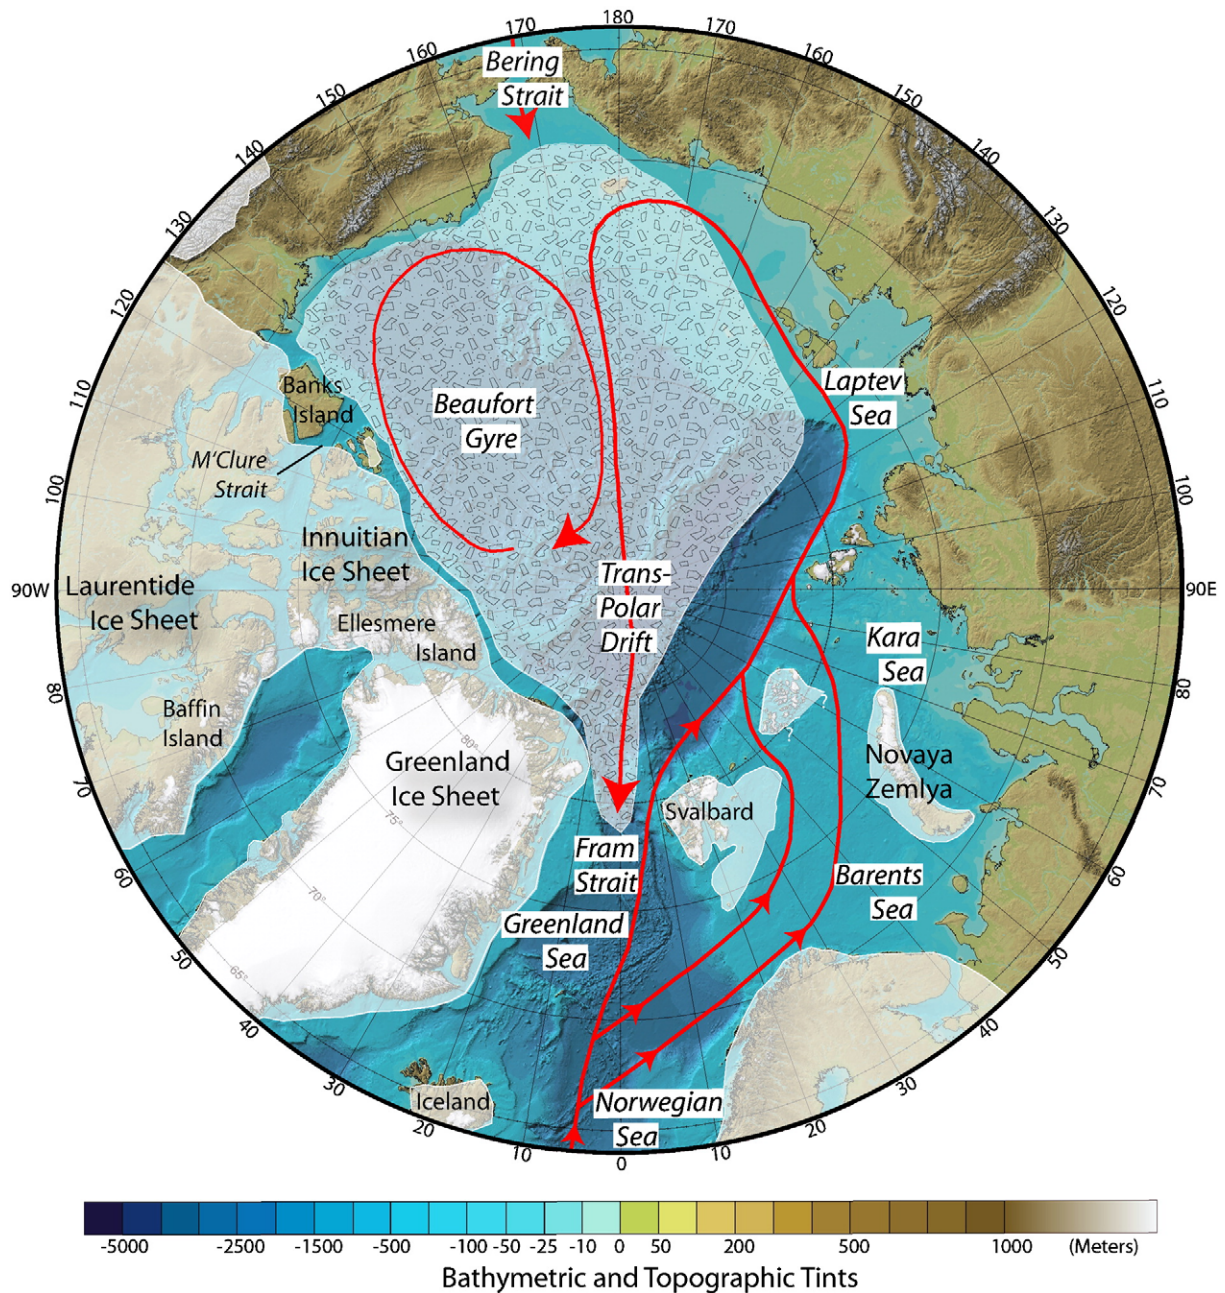 180
170
170
160
160
150
150
140
140
130
130
120
120
110
110
100
100
90W
90E
80
80
70
70
60
60
50
50
40
40
30
30
20
20
10
10
0
Bering
Strait
Banks
Island
Beaufort
Gyre
Laptev
Sea
M'Clure
Strait
Innuitian
Ice Sheet
Laurentide
Ice Sheet
Trans-
Polar
Drift
Ellesmere
Island
Kara
Sea
Baffin
Island
80°
75°
70°
65°
Greenland
Ice Sheet
Novaya
Zemlya
Svalbard
Fram
Strait
Barents
Sea
Greenland
Sea
Iceland
Norwegian
Sea
-5000 -2500 -1500 -500 -100 -50 -25 -10 0 50 200 500 1000 (Meters)
Bathymetric and Topographic Tints